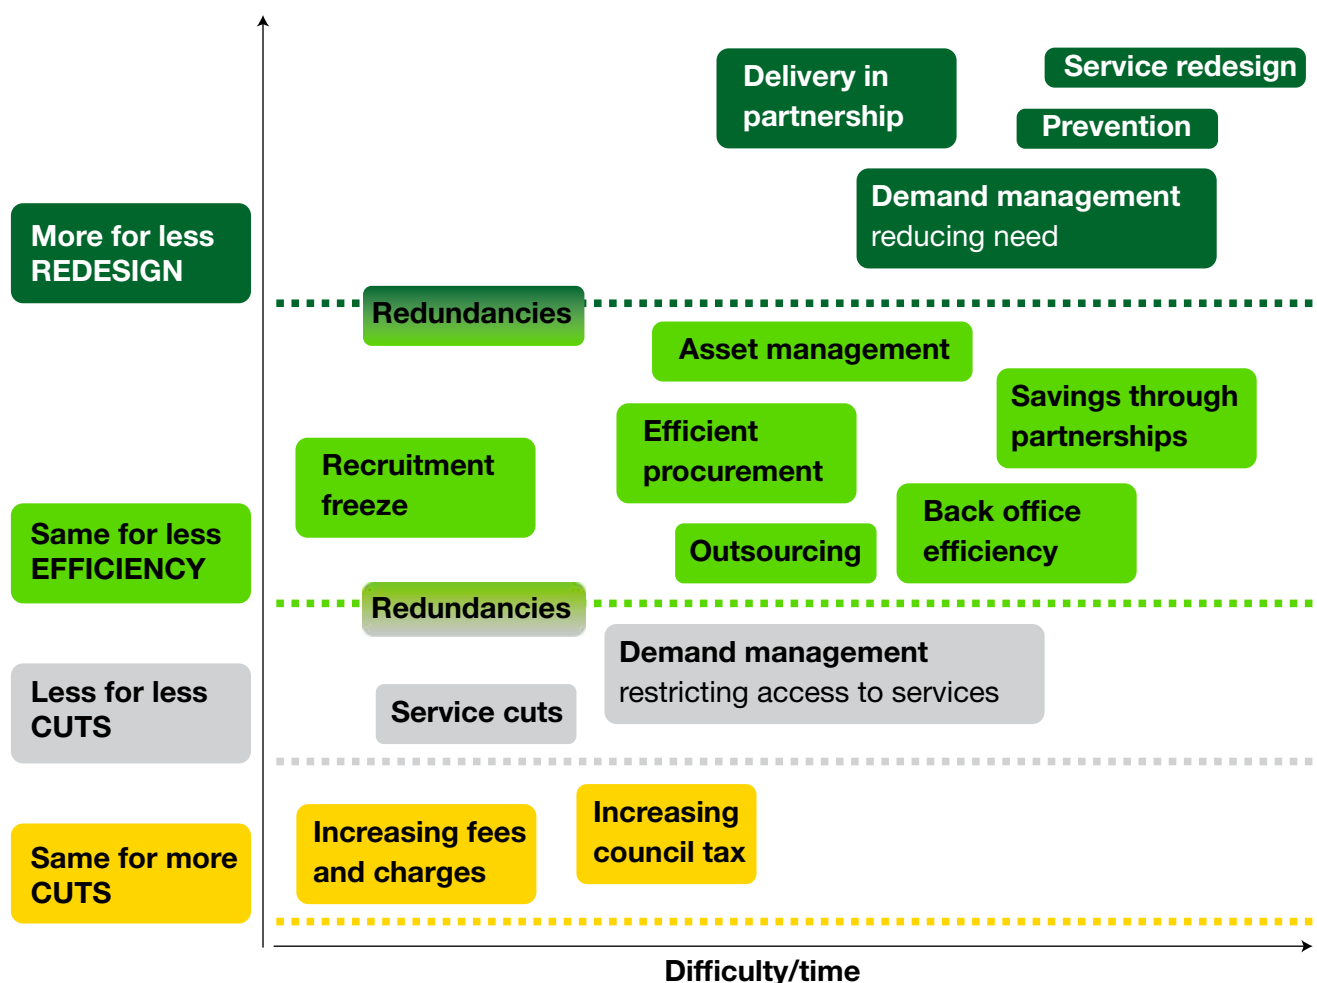 Delivery in
partnership
Service redesign
Prevention
Demand management
reducing need
More for less
REDESIGN
Redundancies
Asset management
Savings through
partnerships
Efficient
procurement
Recruitment
freeze
Back office
efficiency
Outsourcing
Same for less
EFFICIENCY
Redundancies
Demand management
restricting access to services
Less for less
CUTS
Service cuts
Increasing
council tax
Increasing fees
and charges
Same for more
CUTS
Difficulty/time